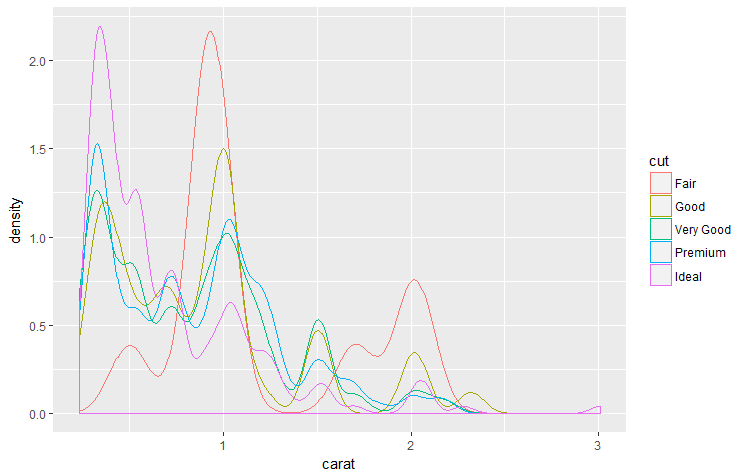 2.0
1.5
1.0
0.5
0.0
density
1
2
3
carat
cut
Fair
Good
Very Good
Premium
Ideal